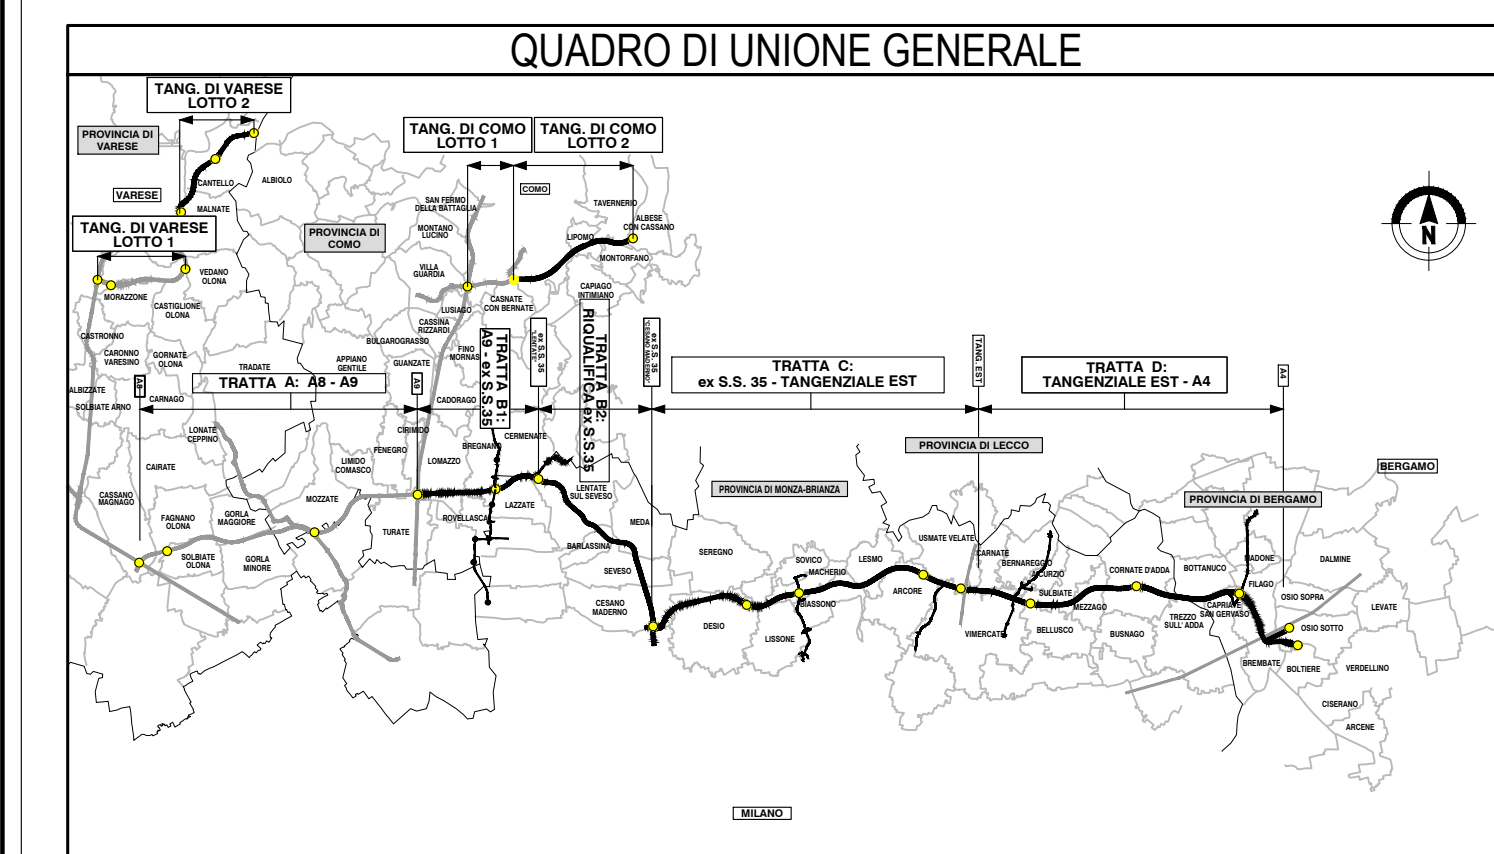 QUADRO DI UNIONE GENERALE
TANG. DI VARESE
LOTTO 2
PROVINCIA DI
VARESE
TANG. DI COMO
LOTTO 1
TANG. DI COMO
LOTTO 2
CANTELLO
ALBIOLO
VARESE
MALNATE
COMO
SAN FERMO
DELLA BATTAGLIA
TAVERNERIO
ALBESE
CON CASSANO
TANG. DI VARESE
LOTTO 1
PROVINCIA DI
COMO
MONTANO
LUCINO
LIPOMO
MONTORFANO
N
VEDANO
OLONA
VILLA
GUARDIA
MORAZZONE
CASTIGLIONE
OLONA
CAPIAGO
INTIMIANO
CASNATE
CON BERNATE
LUSIAGO
CASSINA
RIZZARDI
CASTRONNO
BULGAROGRASSO
CARONNO
VARESINO
GORNATE
OLONA
TRADATE
APPIANO
GENTILE
GUANZATE
FINO
MORNAS
TRATTA B1:
A9 - ex S.S.35
ex S.S. 35
"LENTATE"
TRATTA B2:
RIQUALIFICA ex S.S.35
ex S.S. 35
"CESANO MADERNO"
TRATTA C:
ex S.S. 35 - TANGENZIALE EST
TANG. EST
TRATTA D:
TANGENZIALE EST - A4
A4
ALBIZZATE
A8
TRATTA A: A8 - A9
A9
CARNAGO
SOLBIATE ARNO
CADORAGO
LONATE
CEPPINO
CIRIMIDO
CERMENATE
BREGNANO
FENEGRO
PROVINCIA DI LECCO
CAIRATE
LIMIDO
COMASCO
LOMAZZO
BERGAMO
CASSANO
MAGNAGO
MOZZATE
LENTATE
SUL SEVESO
PROVINCIA DI MONZA-BRIANZA
PROVINCIA DI BERGAMO
FAGNANO
OLONA
GORLA
MAGGIORE
ROVELLASCA
LAZZATE
MEDA
TURATE
BARLASSINA
SEREGNO
USMATE VELATE
CARNATE
SOLBIATE
OLONA
GORLA
MINORE
SEVESO
SOVICO
MACHERIO
LESMO
BERNAREGGIO
AICURZIO
CORNATE D'ADDA
BOTTANUCO
MADONE
DALMINE
FILAGO
ARCORE
SULBIATE
OSIO SOPRA
CESANO
MADERNO
BIASSONO
MEZZAGO
CAPRIATE
SAN GERVASO
LEVATE
DESIO
TREZZO
SULL' ADDA
OSIO SOTTO
LISSONE
VIMERCATE
BELLUSCO
BUSNAGO
BREMBATE
BOLTIERE
VERDELLINO
CISERANO
ARCENE
MILANO